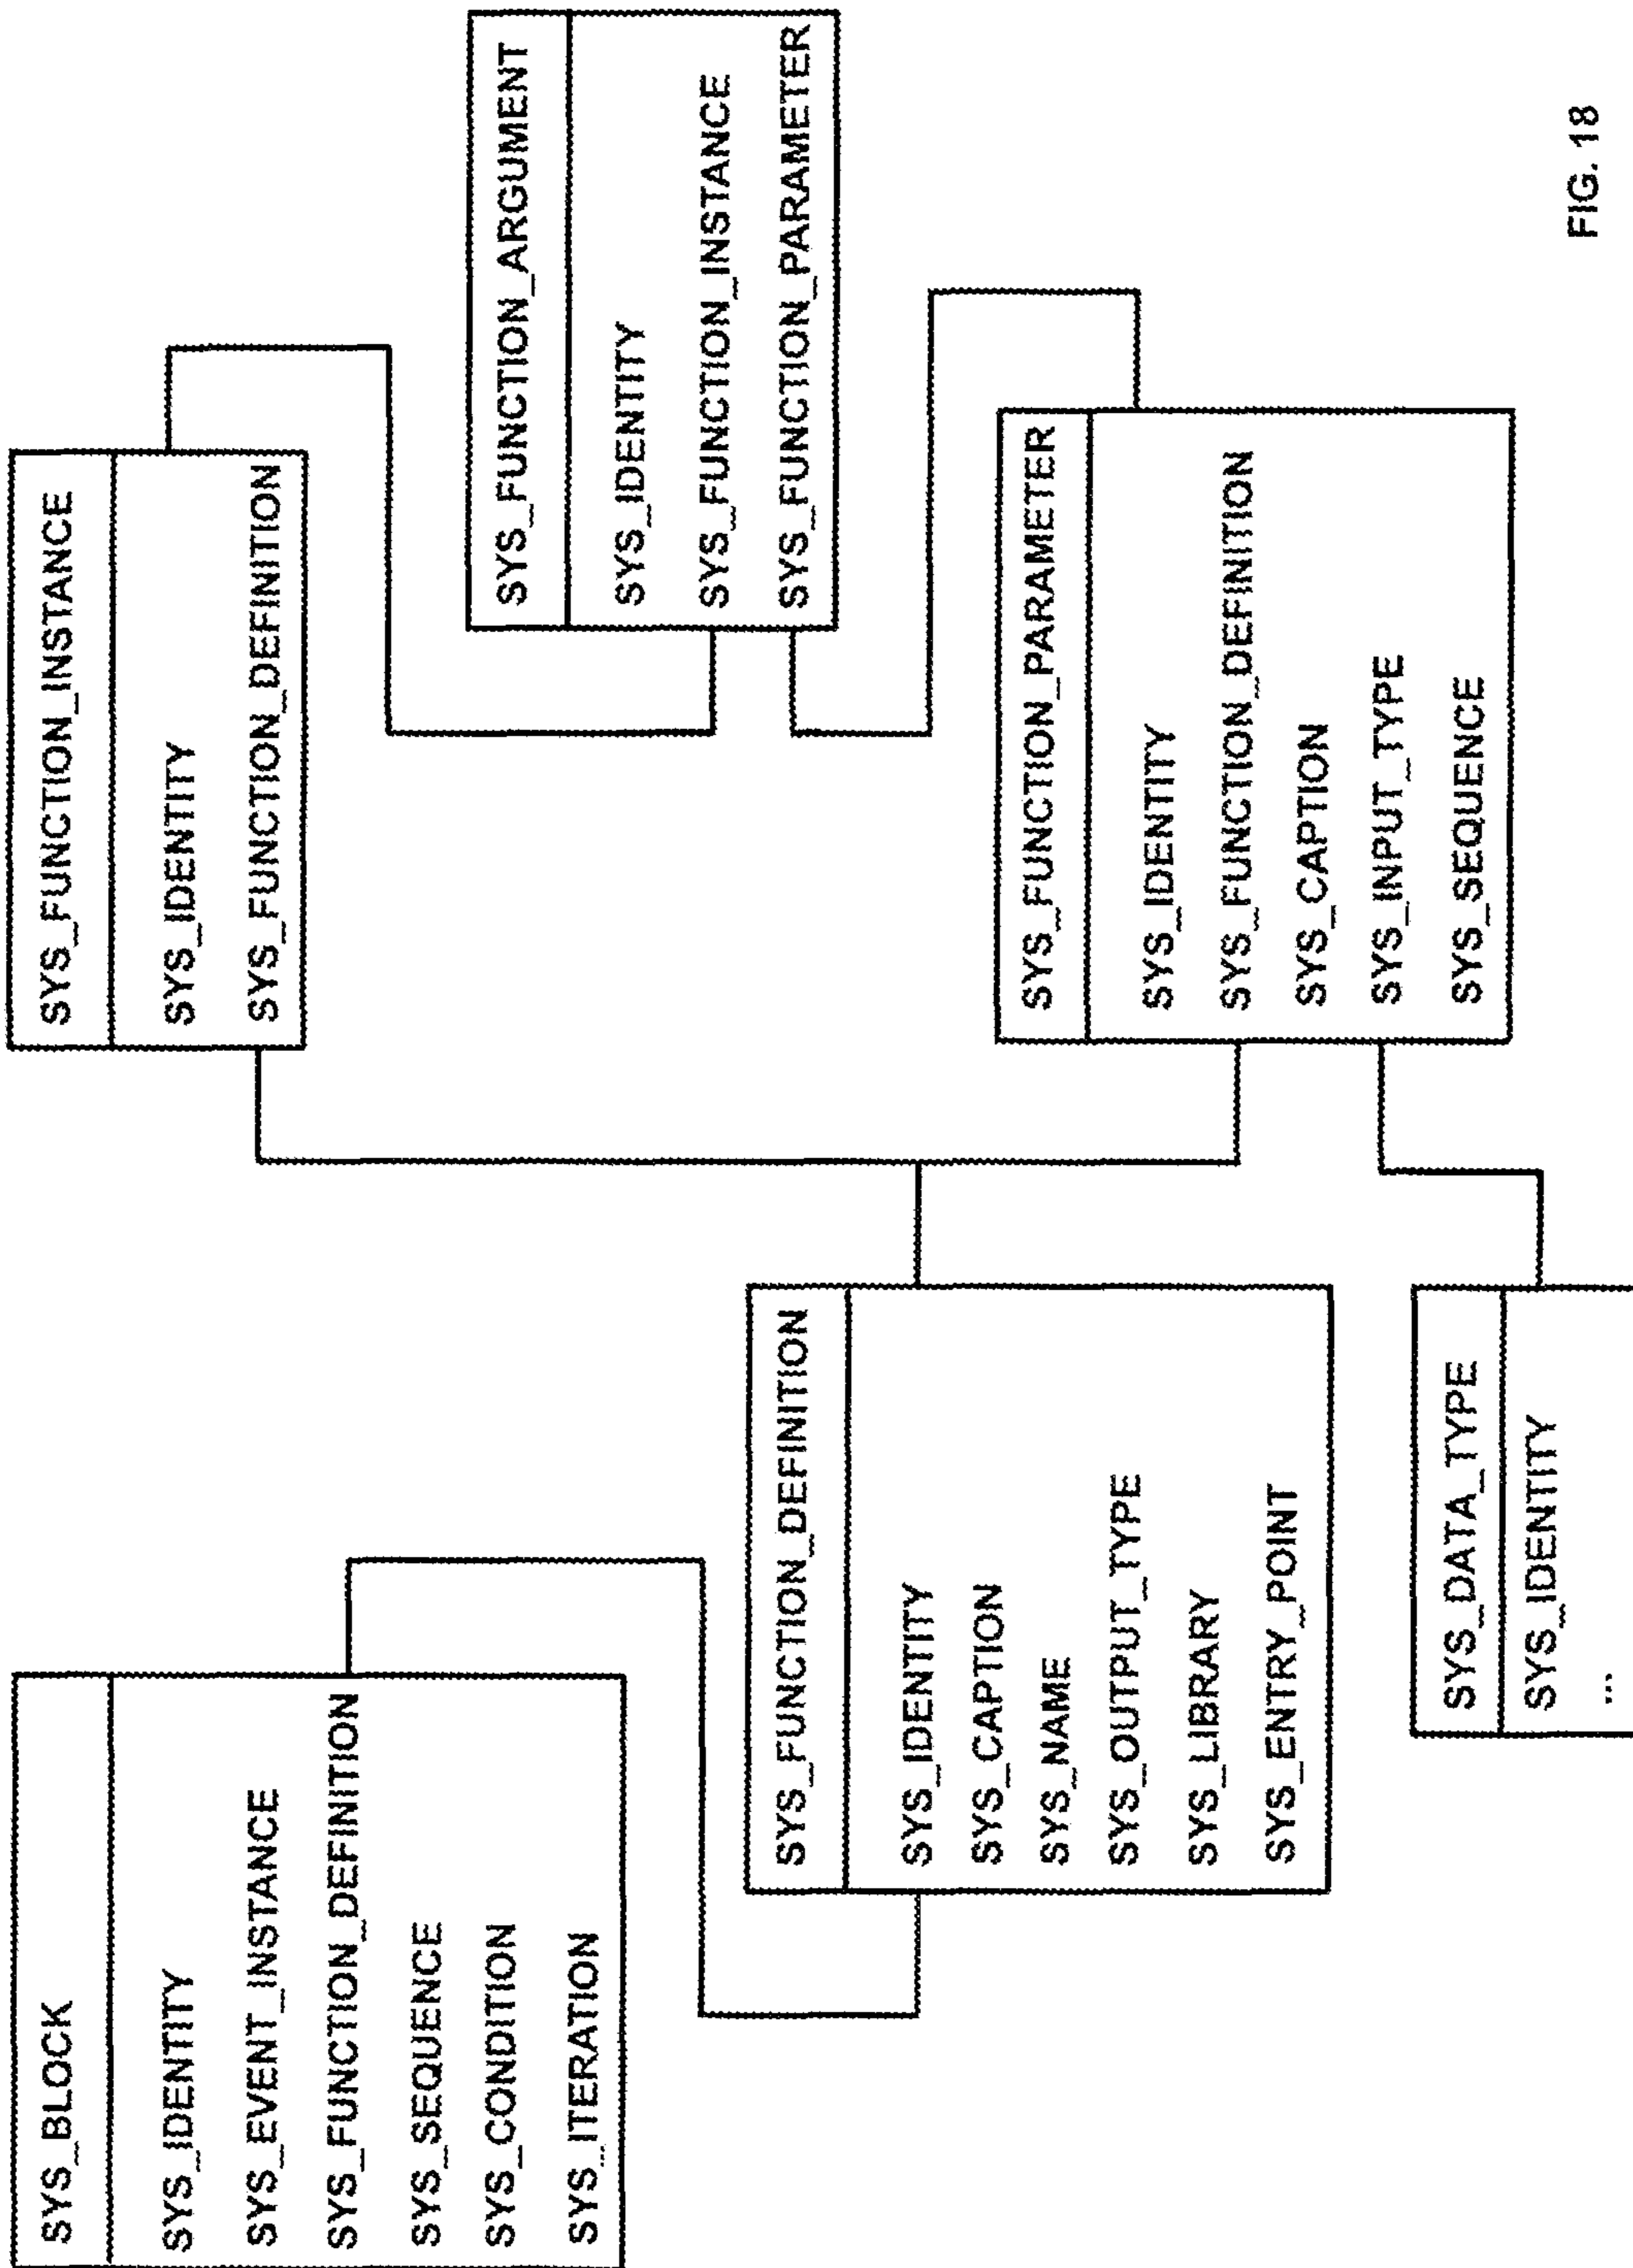 SYS_BLOCK
SYS_IDENTITY
SYS_EVENT_INSTANCE
SYS_FUNCTION_DEFINITION
SYS_SEQUENCE
SYS_CONDITION
SYS_ITERATION
SYS_FUNCTION_DEFINITION
SYS_IDENTITY
SYS_CAPTION
SYS_NAME
SYS_OUTPUT_TYPE
SYS_LIBRARY
SYS_ENTRY_POINT
SYS_DATA_TYPE
SYS_IDENTITY
...
SYS_FUNCTION_INSTANCE
SYS_IDENTITY
SYS_FUNCTION_DEFINITION
SYS_FUNCTION_PARAMETER
SYS_IDENTITY
SYS_FUNCTION_DEFINITION
SYS_CAPTION
SYS_INPUT_TYPE
SYS_SEQUENCE
SYS_FUNCTION_ARGUMENT
SYS_IDENTITY
SYS_FUNCTION_INSTANCE
SYS_FUNCTION_PARAMETER
FIG. 18